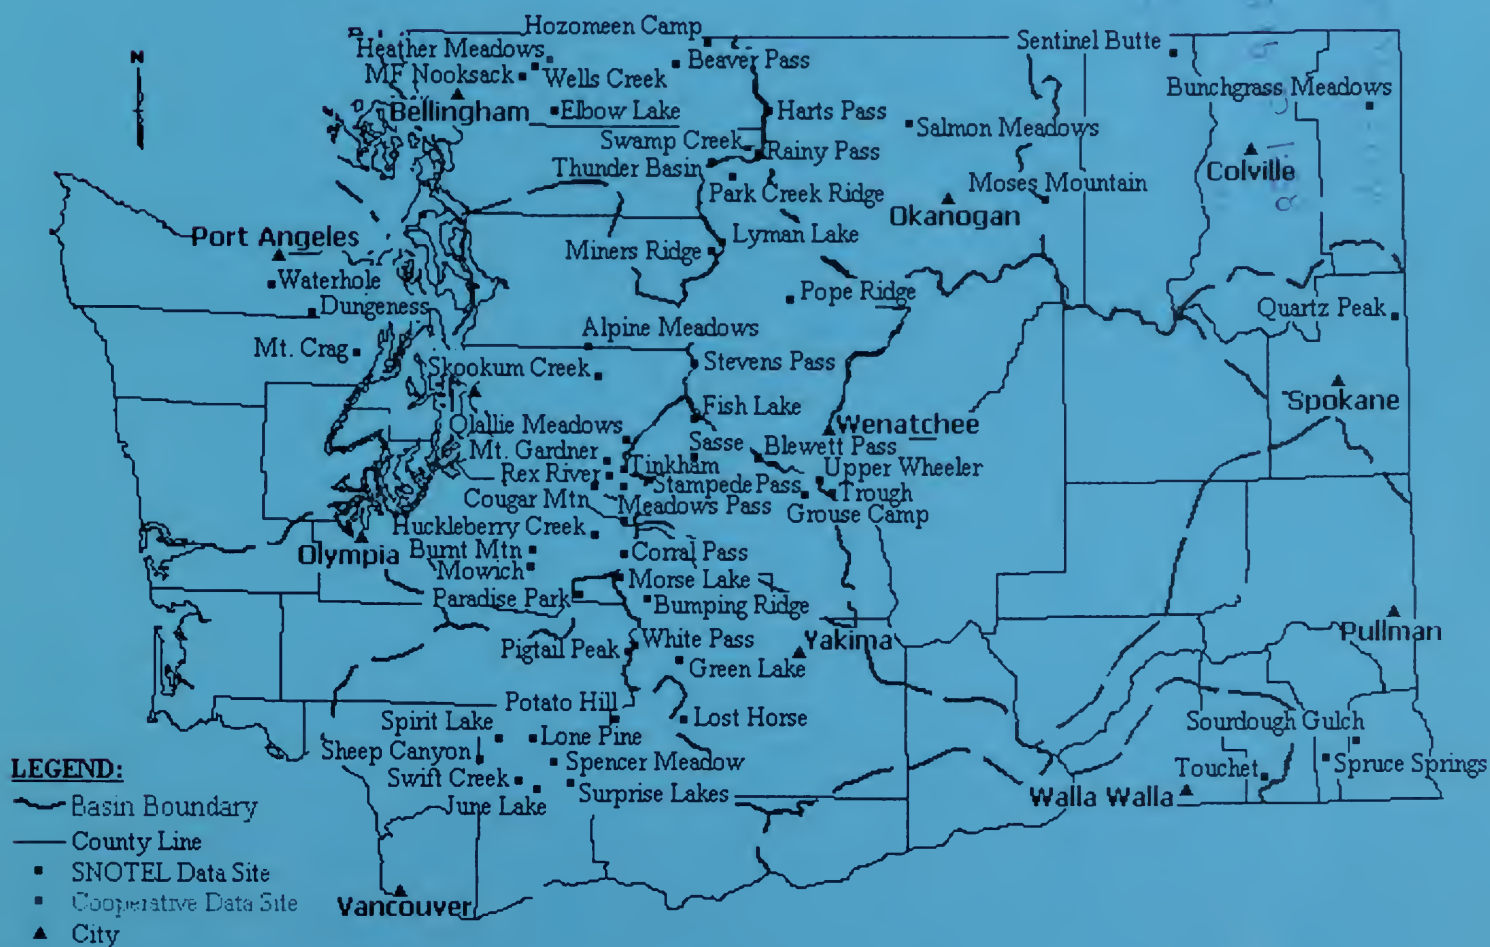 Hozomeen Camp
Sentinel Butte
N
Heather Meadows
Beaver Pass
MF Nooksack
Wells Creek
Bunchgrass Meadows
Bellingham
Elbow Lake
Harts Pass
Salmon Meadows
Swamp Creek
Rainy Pass
Thunder Basin
Colville
Park Creek Ridge
Moses Mountain
Okanogan
Port Angeles
Lyman Lake
Miners Ridge
Waterhole
Pope Ridge
Dungeness
Quartz Peak
Alpine Meadows
Mt. Crag
Skookum Creek
Stevens Pass
Spokane
Fish Lake
Olallie Meadows
Wenatchee
Sasse
Blewett Pass
Mt. Gardner
Tinkham
Upper Wheeler
Rex River
Stampede Pass
Trough
Cougar Mtn
Meadows Pass
Grouse Camp
Huckleberry Creek
Olympia
Burnt Mtn
Corral Pass
Mowich
Morse Lake
Paradise Park
Bumping Ridge
White Pass
Yakima
Pullman
Pigtail Peak
Green Lake
Potato Hill
Spirit Lake
Lost Horse
Sourdough Gulch
Lone Pine
Sheep Canyon
Spencer Meadow
Spruce Springs
Swift Creek
Touchet
June Lake
Surprise Lakes
Walla Walla
Vancouver
LEGEND:
Basin Boundary
County Line
SNOTEL Data Site
Cooperative Data Site
City